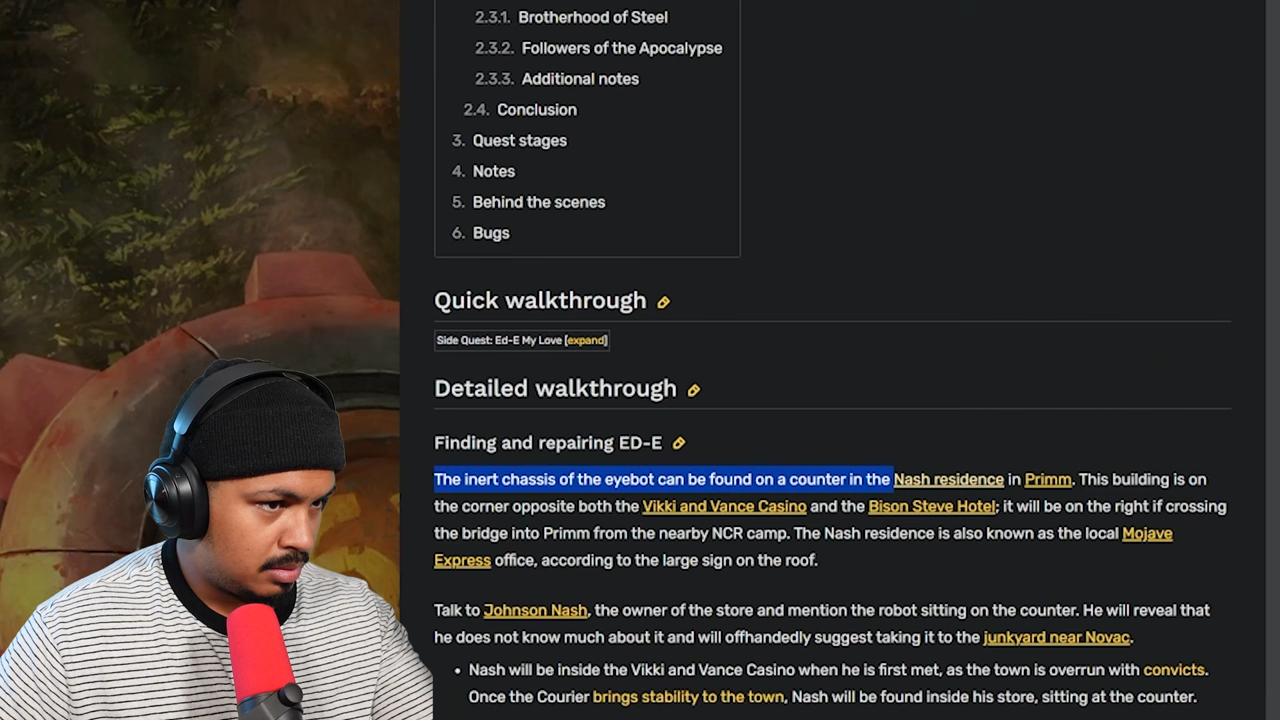 2.3.1. Brotherhood of Steel
2.3.2. Followers of the Apocalypse
2.3.3. Additional notes
2.4. Conclusion
3. Quest stages
4. Notes
5. Behind the scenes
6. Bugs
Quick walkthrough
Side Quest: Ed-E My Love [expand]
Detailed walkthrough
Finding and repairing ED-E
The inert chassis of the eyebot can be found on a counter in the Nash residence in Primm. This building is on
the corner opposite both the Vikki and Vance Casino and the Bison Steve Hotel; it will be on the right if crossing
the bridge into Primm from the nearby NCR camp. The Nash residence is also known as the local Mojave
Express office, according to the large sign on the roof.
Talk to Johnson Nash, the owner of the store and mention the robot sitting on the counter. He will reveal that
he does not know much about it and will offhandedly suggest taking it to the junkyard near Novac.
• Nash will be inside the Vikki and Vance Casino when he is first met, as the town is overrun with convicts.
Once the Courier brings stability to the town, Nash will be found inside his store, sitting at the counter.